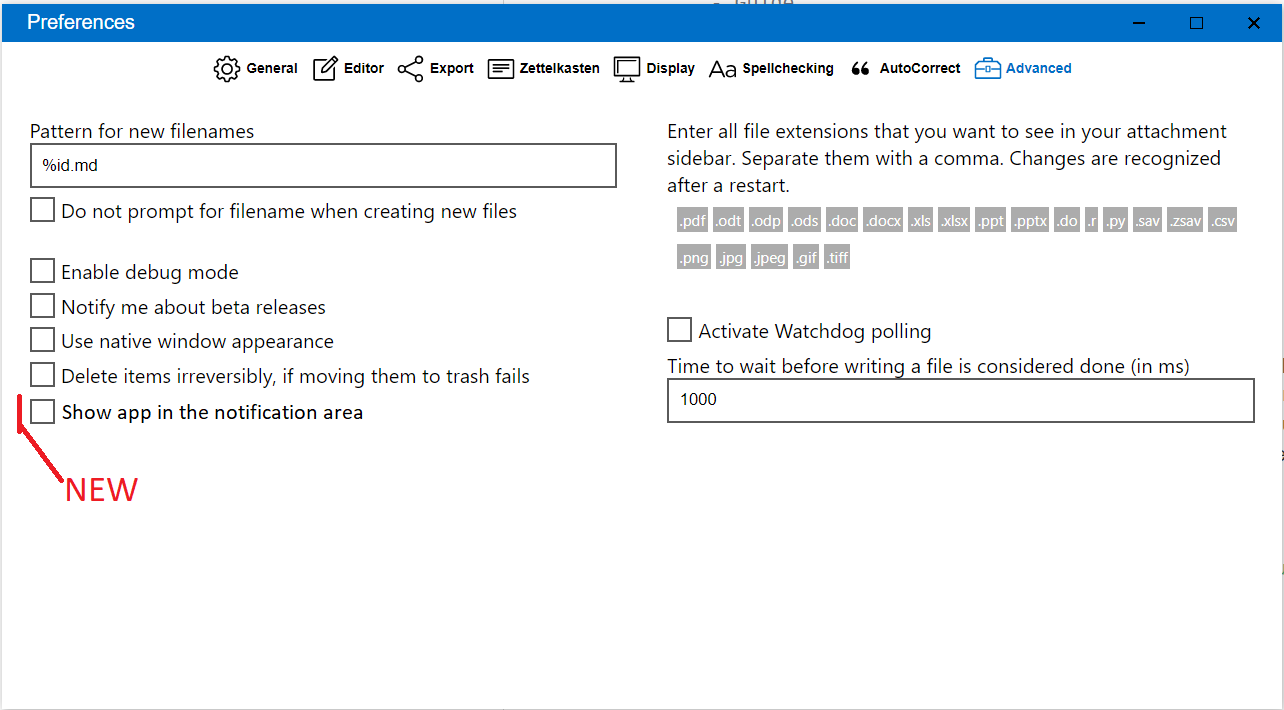 Preferences
General Editor Export Zettelkasten Display Aa Spellchecking AutoCorrect Advanced
Pattern for new filenames
%id.md
Do not prompt for filename when creating new files
Enable debug mode
Notify me about beta releases
Use native window appearance
Delete items irreversibly, if moving them to trash fails
Show app in the notification area
NEW
Enter all file extensions that you want to see in your attachment
sidebar. Separate them with a comma. Changes are recognized
after a restart.
.pdf .odt .odp .ods .doc .docx .xls .xlsx .ppt .pptx .do .r .py .sav .zsav .csv
.png .jpg .jpeg .gif .tiff
Activate Watchdog polling
Time to wait before writing a file is considered done (in ms)
1000